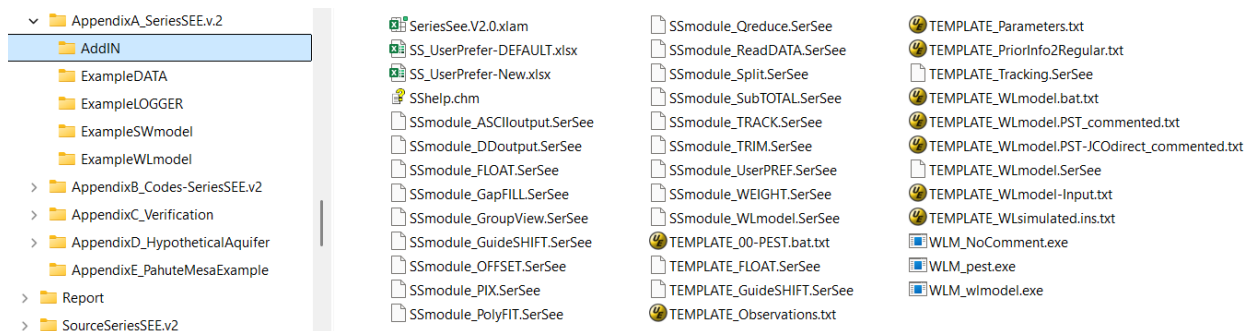 AppendixA_SeriesSEE.v.2
AddIN
ExampleDATA
ExampleLOGGER
ExampleSWmodel
ExampleWLmodel
AppendixB_Codes-SeriesSEE.v2
AppendixC_Verification
AppendixD_HypotheticalAquifer
AppendixE_PahuteMesaExample
Report
SourceSeriesSEE.v2
SeriesSee.V2.0.xlam
SS_UserPrefer-DEFAULT.xlsx
SS_UserPrefer-New.xlsx
SShelp.chm
SSmodule_ASCIIoutput.SerSee
SSmodule_DDoutput.SerSee
SSmodule_FLOAT.SerSee
SSmodule_GapFILL.SerSee
SSmodule_GroupView.SerSee
SSmodule_GuideSHIFT.SerSee
SSmodule_OFFSET.SerSee
SSmodule_PIX.SerSee
SSmodule_PolyFIT.SerSee
SSmodule_Qreduce.SerSee
SSmodule_ReadDATA.SerSee
SSmodule_Split.SerSee
SSmodule_SubTOTAL.SerSee
SSmodule_TRACK.SerSee
SSmodule_TRIM.SerSee
SSmodule_UserPREF.SerSee
SSmodule_WEIGHT.SerSee
SSmodule_WLmodel.SerSee
TEMPLATE_00-PEST.bat.txt
TEMPLATE_FLOAT.SerSee
TEMPLATE_GuideSHIFT.SerSee
TEMPLATE_Observations.txt
TEMPLATE_Parameters.txt
TEMPLATE_PriorInfo2Regular.txt
TEMPLATE_Tracking.SerSee
TEMPLATE_WLmodel.bat.txt
TEMPLATE_WLmodel.PST_commented.txt
TEMPLATE_WLmodel.PST-JCOdirect_commented.txt
TEMPLATE_WLmodel.SerSee
TEMPLATE_WLmodel-Input.txt
TEMPLATE_WLsimulated.ins.txt
WLM_NoComment.exe
WLM_pest.exe
WLM_wlmodel.exe